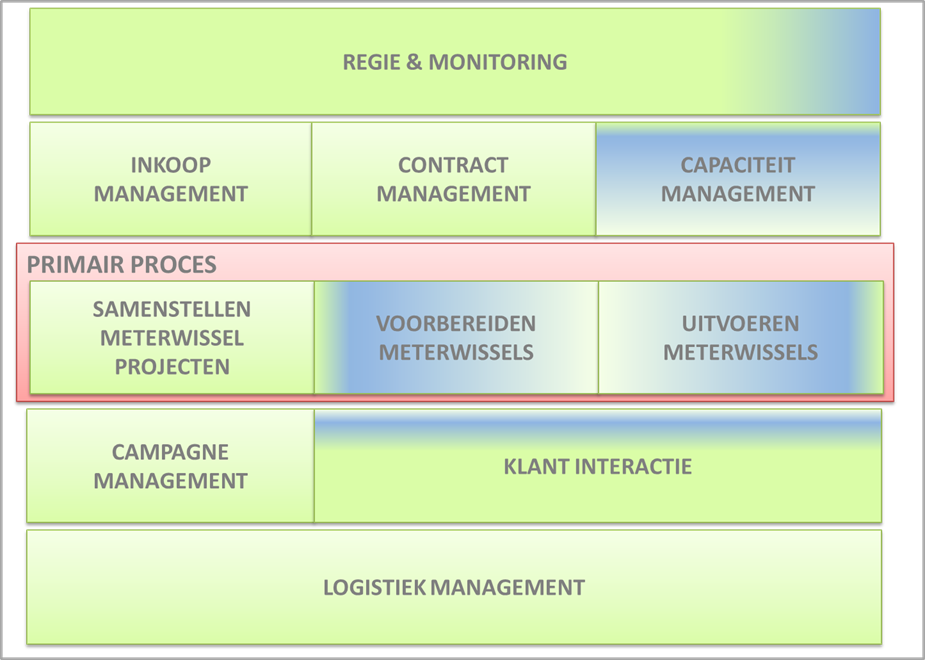 REGIE & MONITORING
INKOOP
MANAGEMENT
CONTRACT
MANAGEMENT
CAPACITEIT
MANAGEMENT
PRIMAIR PROCES
SAMENSTELLEN
METERWISSEL
PROJECTEN
VOORBEREIDEN
METERWISSELS
UITVOEREN
METERWISSELS
CAMPAGNE
MANAGEMENT
KLANT INTERACTIE
LOGISTIEK MANAGEMENT